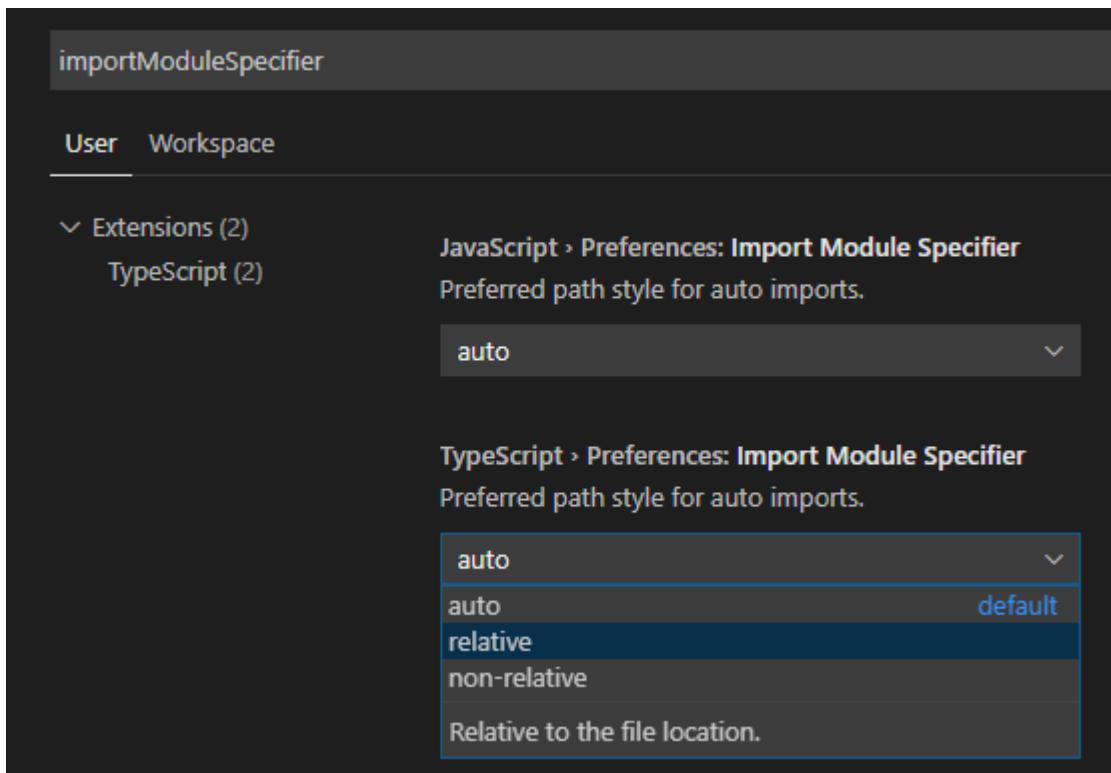 importModuleSpecifier
User Workspace
Extensions (2)
TypeScript (2)
JavaScript › Preferences: Import Module Specifier
Preferred path style for auto imports.
auto
TypeScript › Preferences: Import Module Specifier
Preferred path style for auto imports.
auto
auto default
relative
non-relative
Relative to the file location.